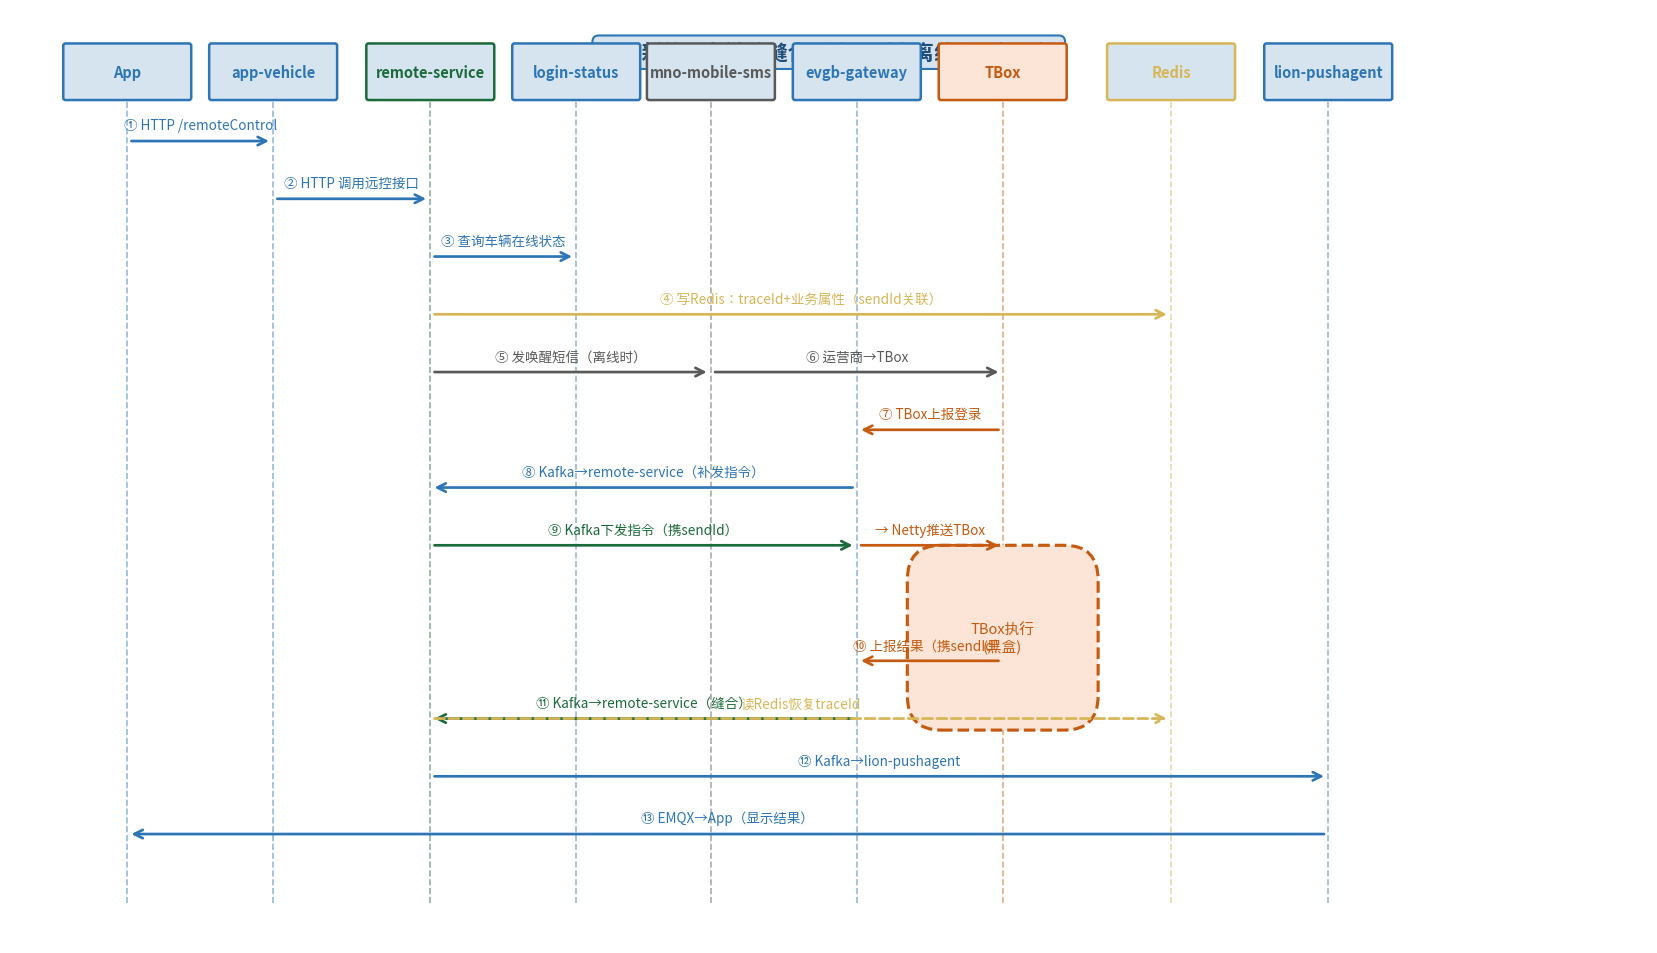 App
app-vehicle
remote-service
login-status
mno-mobile-sms
evgb-gateway
TBox
Redis
lion-pushagent
① HTTP /remoteControl
② HTTP 调用远控接口
③ 查询车辆在线状态
④ 写Redis：traceId+业务属性（sendId关联）
⑤ 发唤醒短信（离线时）
⑥ 运营商→TBox
⑦ TBox上报登录
⑧ Kafka→remote-service（补发指令）
⑨ Kafka下发指令（携sendId）
→ Netty推送TBox
TBox执行
(黑盒)
⑩ 上报结果（携sendId）
⑪ Kafka→remote-service（缝合）
读Redis恢复traceId
⑫ Kafka→lion-pushagent
⑬ EMQX→App（显示结果）